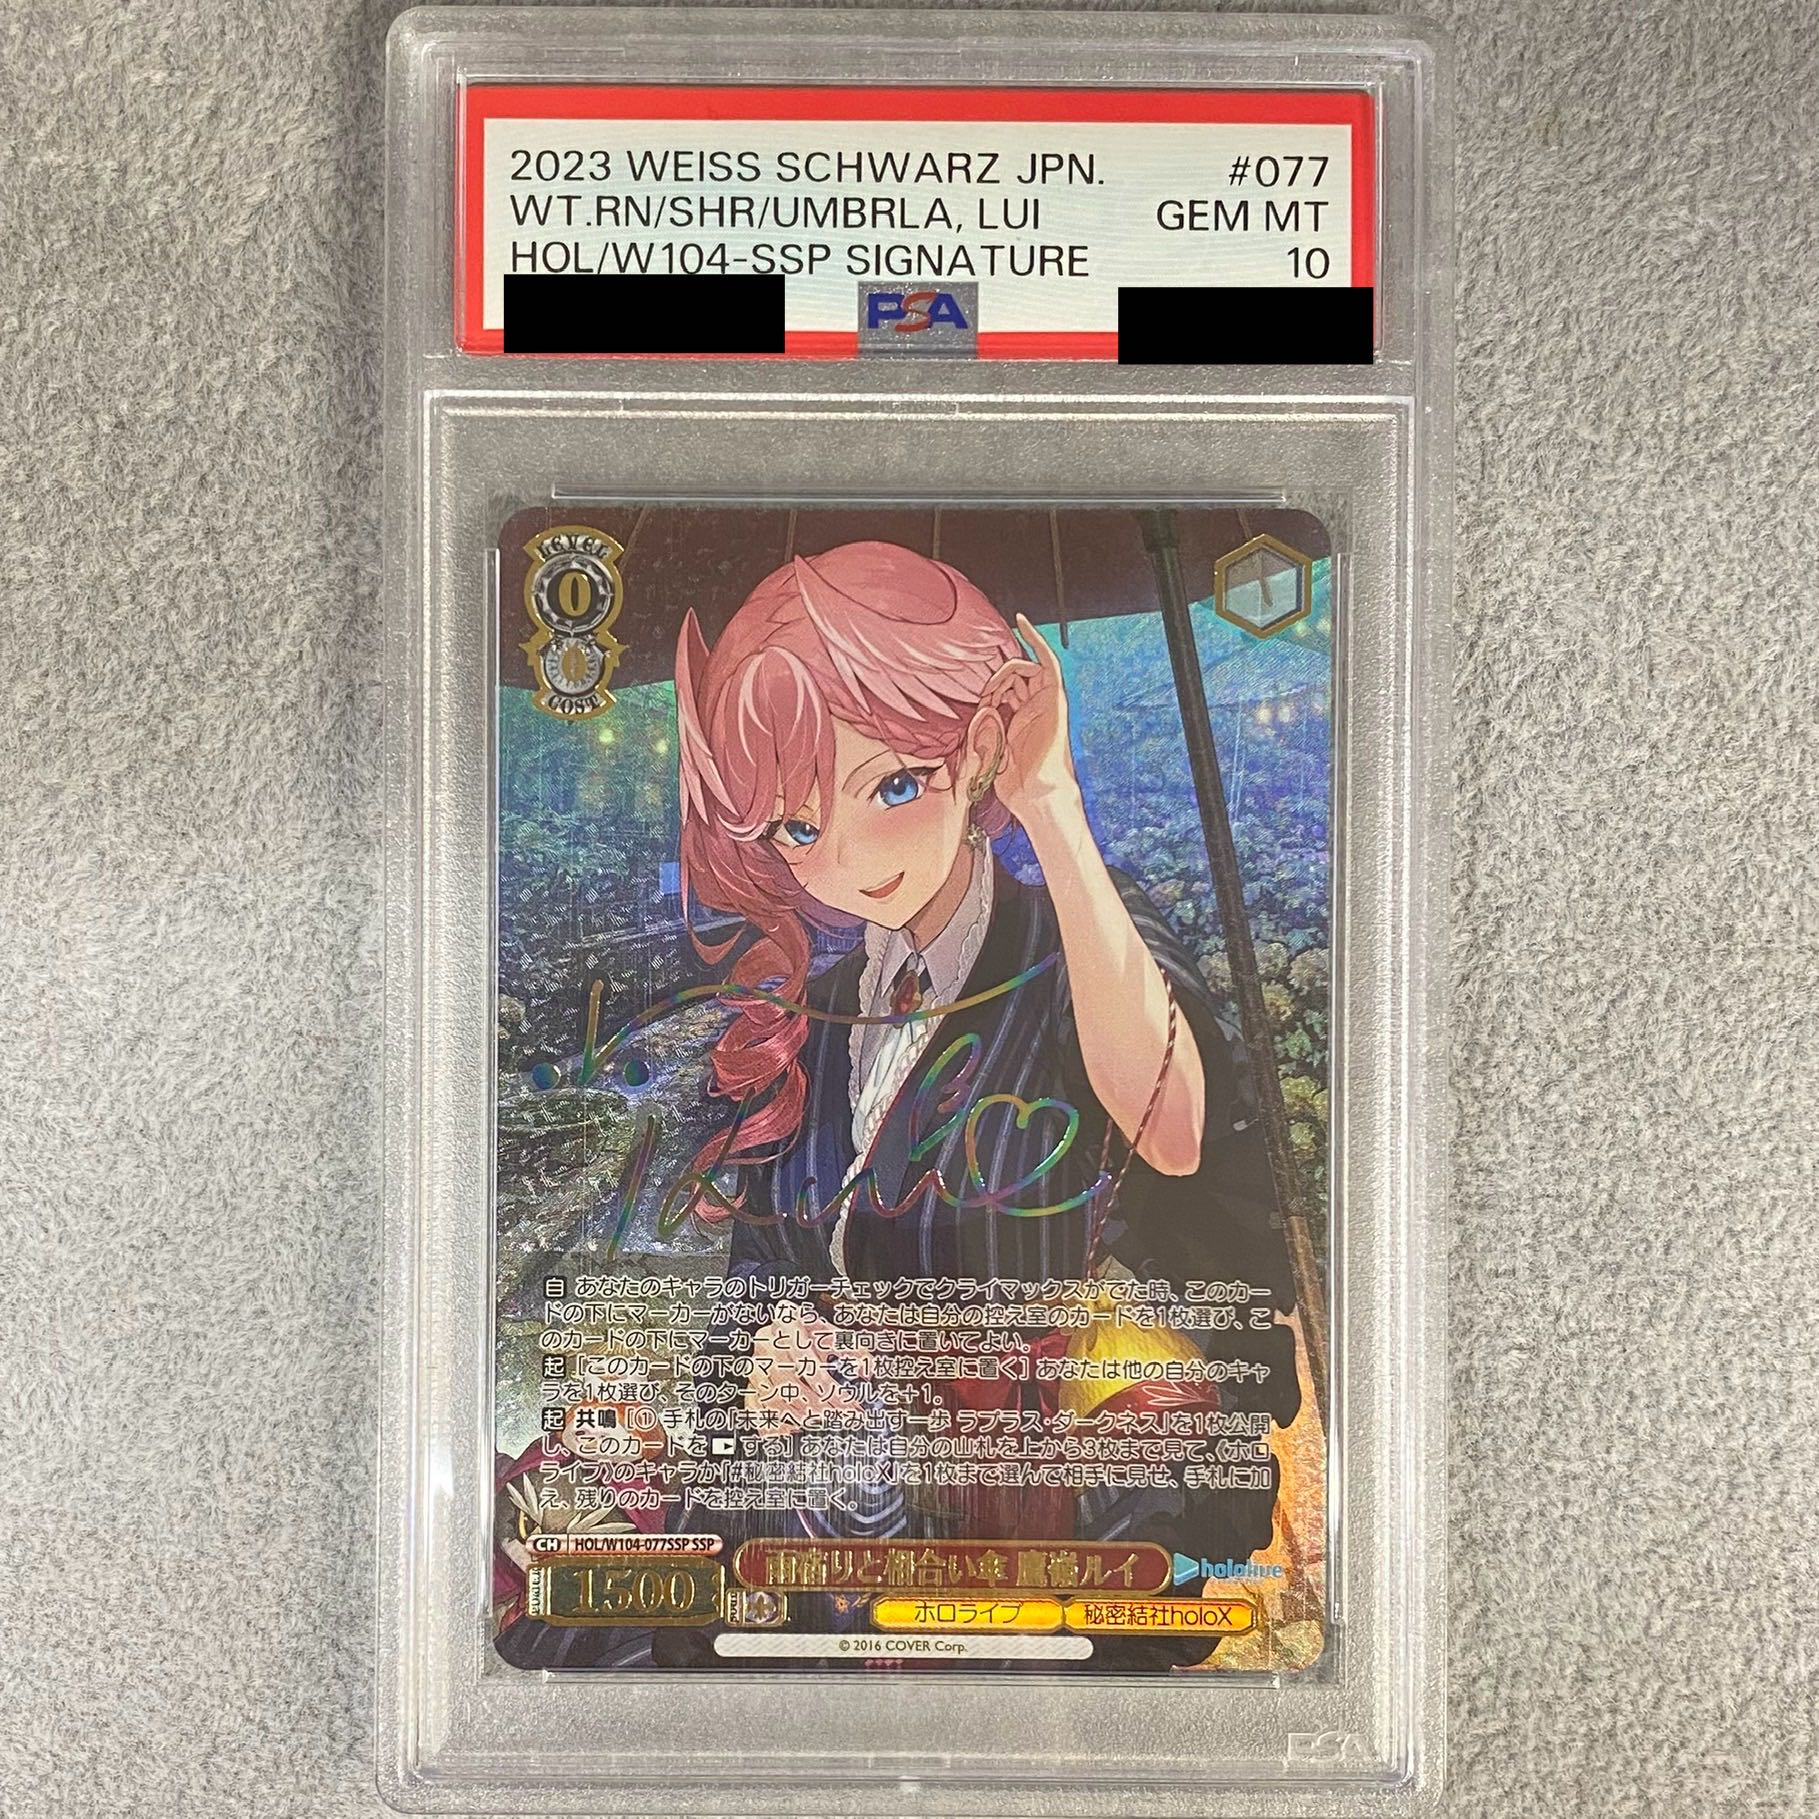 2023 WEISS SCHWARZ JPN. #077
WT.RN/SHR/UMBRLA, LUI GEM MT
HOL/W104-SSP SIGNATURE 10
PSA
LEVEL
0
0
COST
自 あなたのキャラのトリガーチェックでクライマックスがでた時、このカー
ドの下にマーカーがないなら、あなたは自分の控え室のカードを1枚選び、こ
のカードの下にマーカーとして裏向きに置いてよい。
起 [このカードの下のマーカーを1枚控え室に置く] あなたは他の自分のキャ
ラを1枚選び、そのターン中、ソウルを+1。
起 共鳴 [① 手札の「未来へと踏み出す一歩 ラプラス・ダークネス」を1枚公開
し、このカードを する] あなたは自分の山札を上から3枚まで見て、《ホロ
ライブ》のキャラか「#秘密結社holoX」を1枚まで選んで相手に見せ、手札に加
え、残りのカードを控え室に置く。
CH HOL/W104-077SSP SSP
雨宿りと相合い傘 鷹嶺ルイ
hololive
1500
ホロライブ 秘密結社holoX
© 2016 COVER Corp.
PSA